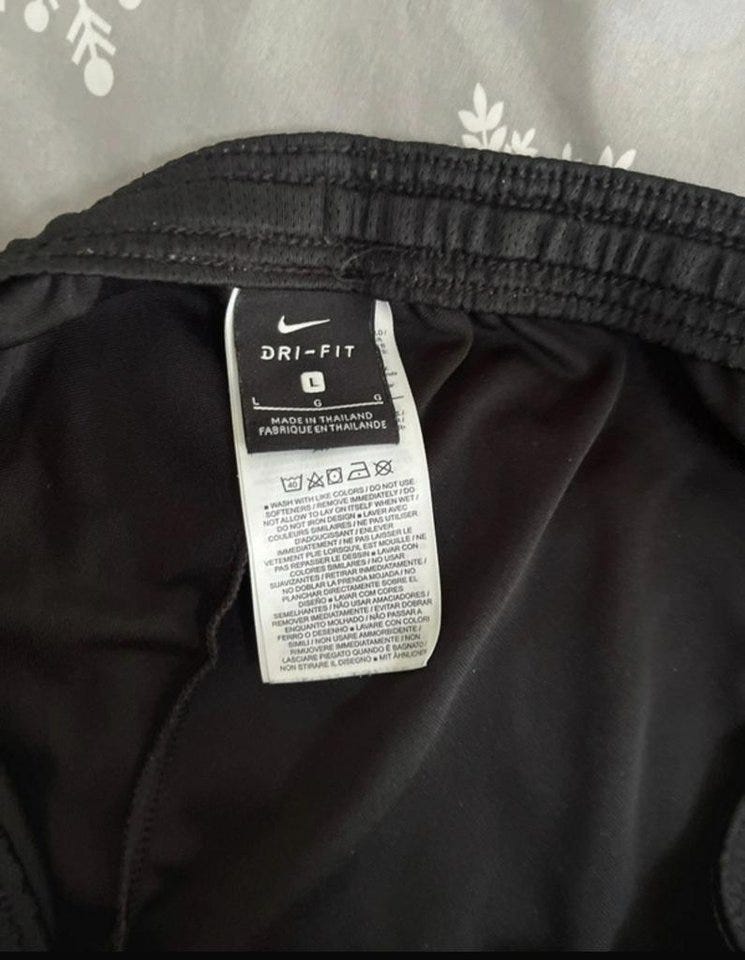 DRI-FIT
L
L G G
MADE IN THAILAND
FABRIQUE EN THAILANDE
40
■ WASH WITH LIKE COLORS / DO NOT USE
SOFTENERS / REMOVE IMMEDIATELY / DO
NOT ALLOW TO LAY ON ITSELF WHEN WET /
DO NOT IRON DESIGN ■ LAVER AVEC
COULEURS SIMILAIRES / NE PAS UTILISER
D'ADOUCISSANT / ENLEVER
IMMEDIATEMENT / NE PAS LAISSER LE
VETEMENT PLIE LORSQU'IL EST MOUILLE / NE
PAS REPASSER LE DESSIN ■ LAVAR CON
COLORES SIMILARES / NO USAR
SUAVIZANTES / RETIRAR INMEDIATAMENTE /
NO DOBLAR LA PRENDA MOJADA / NO
PLANCHAR DIRECTAMENTE SOBRE EL
DISEÑO ■ LAVAR COM CORES
SEMELHANTES / NÃO USAR AMACIADORES /
REMOVER IMEDIATAMENTE / EVITAR DOBRAR
ENQUANTO MOLHADO / NÃO PASSAR A
FERRO O DESENHO ■ LAVARE CON COLORI
SIMILI / NON USARE AMMORBIDENTE /
RIMUOVERE IMMEDIATAMENTE / NON
LASCIARE PIEGATO QUANDO È BAGNATO /
NON STIRARE IL DISEGNO ■ MIT ÄHNLICHEN